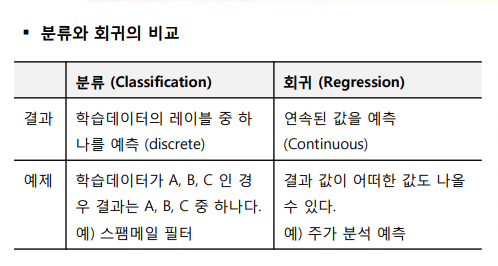 ▪ 분류와 회귀의 비교
분류 (Classification) 회귀 (Regression)
결과 학습데이터의 레이블 중 하 연속된 값을 예측
나를 예측 (discrete) (Continuous)
예제 학습데이터가 A, B, C 인 경 결과 값이 어떠한 값도 나올
우 결과는 A, B, C 중 하나다. 수 있다.
예) 스팸메일 필터 예) 주가 분석 예측